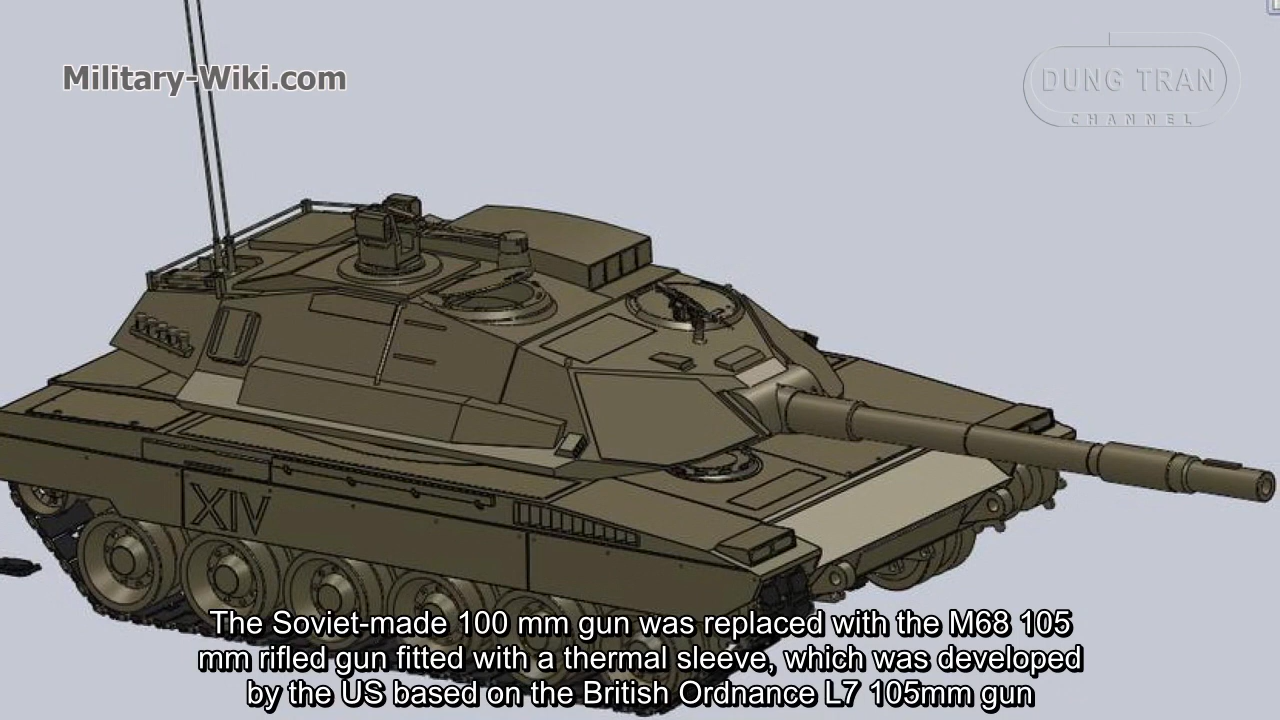 Military-Wiki.com
DUNG TRAN
CHANNEL
XIV
The Soviet-made 100 mm gun was replaced with the M68 105
mm rifled gun fitted with a thermal sleeve, which was developed
by the US based on the British Ordnance L7 105mm gun